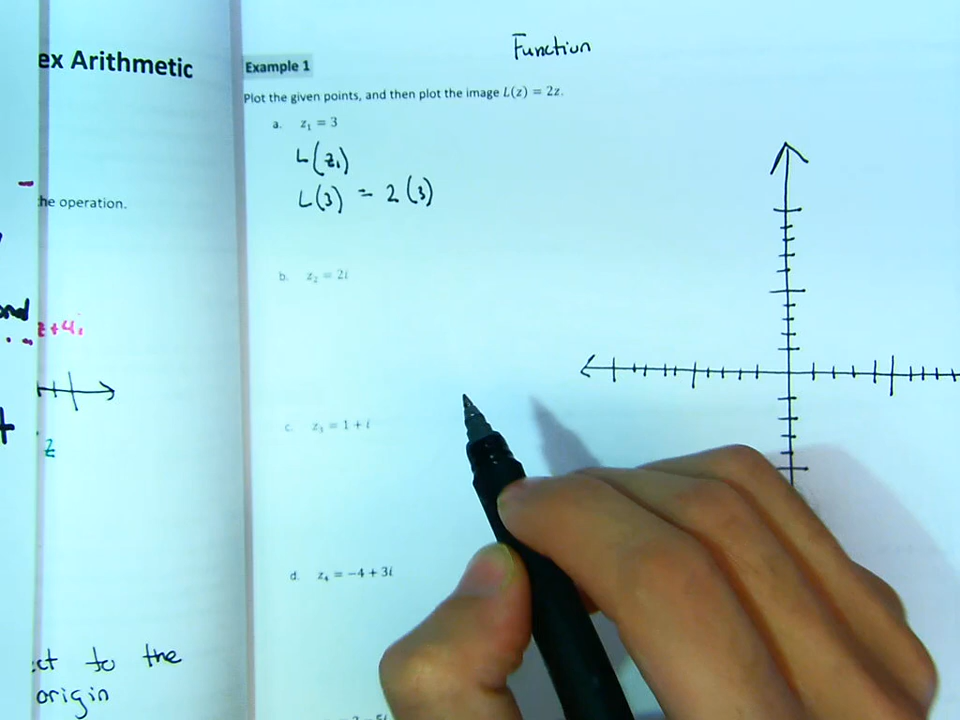 ex Arithmetic
he operation.
z+4i
z
ct to the
origin
Function
Example 1
Plot the given points, and then plot the image L(z) = 2z.
a. z₁ = 3
L(z₁)
L(3) = 2(3)
b. z₂ = 2i
c. z₃ = 1 + i
d. z₄ = −4 + 3i